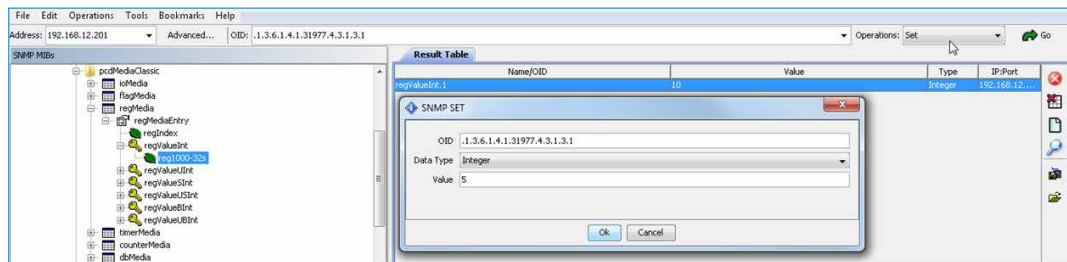 File Edit Operations Tools Bookmarks Help
Address: 192.168.12.201 Advanced... OID: .1.3.6.1.4.1.31977.4.3.1.3.1 Operations: Set Go
SNMP MIBs
pcdMediaClassic
ioMedia
flagMedia
regMedia
regMediaEntry
regIndex
regValueInt
reg1000-32s
regValueUInt
regValueSInt
regValueUSInt
regValueBInt
regValueUBInt
timerMedia
counterMedia
dbMedia
Result Table
Name/OID Value Type IP:Port
regValueInt.1 10 Integer 192.168.12....
SNMP SET
OID .1.3.6.1.4.1.31977.4.3.1.3.1
Data Type Integer
Value 5
Ok Cancel